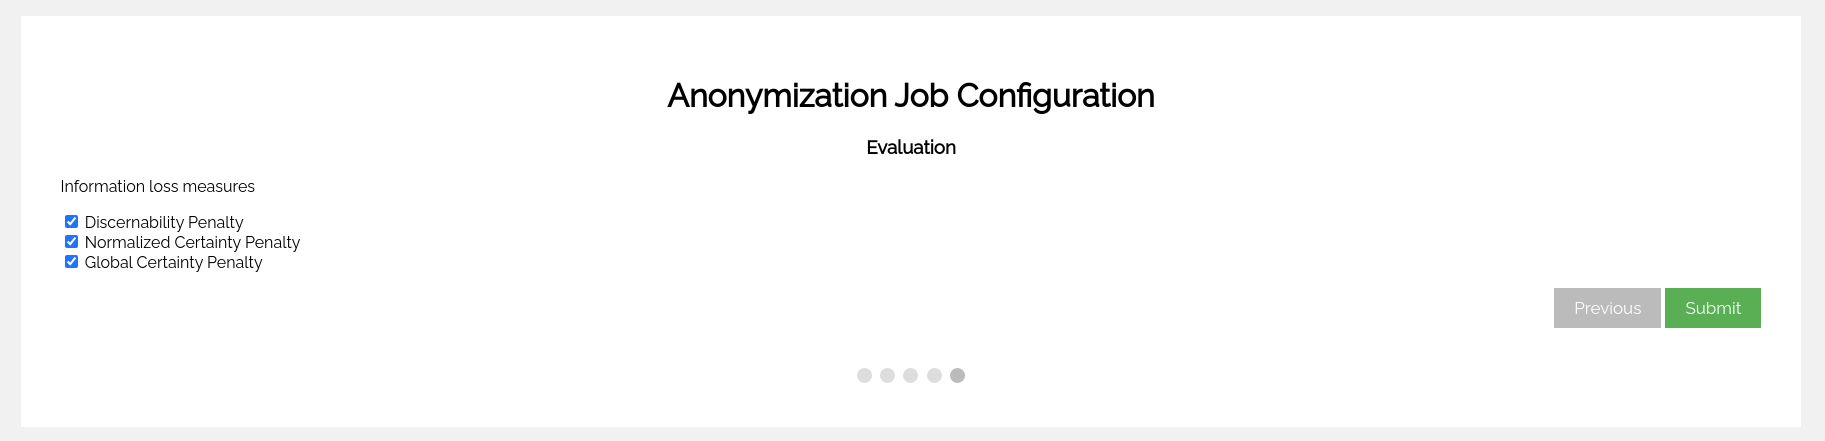 Anonymization Job Configuration
Evaluation
Information loss measures
Discernability Penalty
Normalized Certainty Penalty
Global Certainty Penalty
Previous Submit